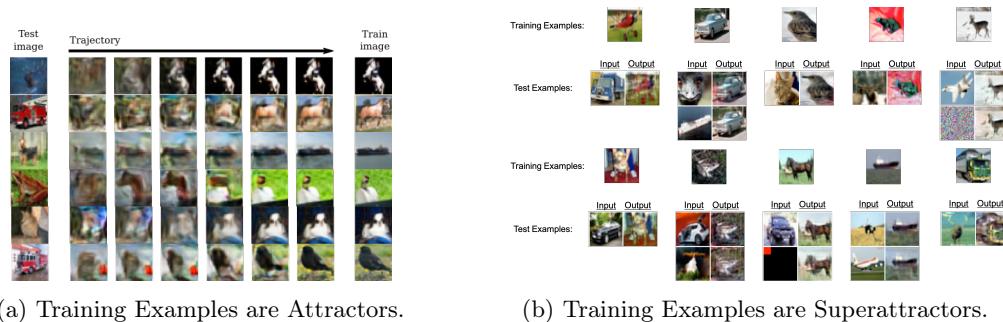 Test image
Trajectory
Train image
Training Examples:
Input Output Input Output Input Output Input Output Input Output
Test Examples:
Training Examples:
Input Output Input Output Input Output Input Output Input Output
Test Examples:
a) Training Examples are Attractors.
(b) Training Examples are Superattractors.